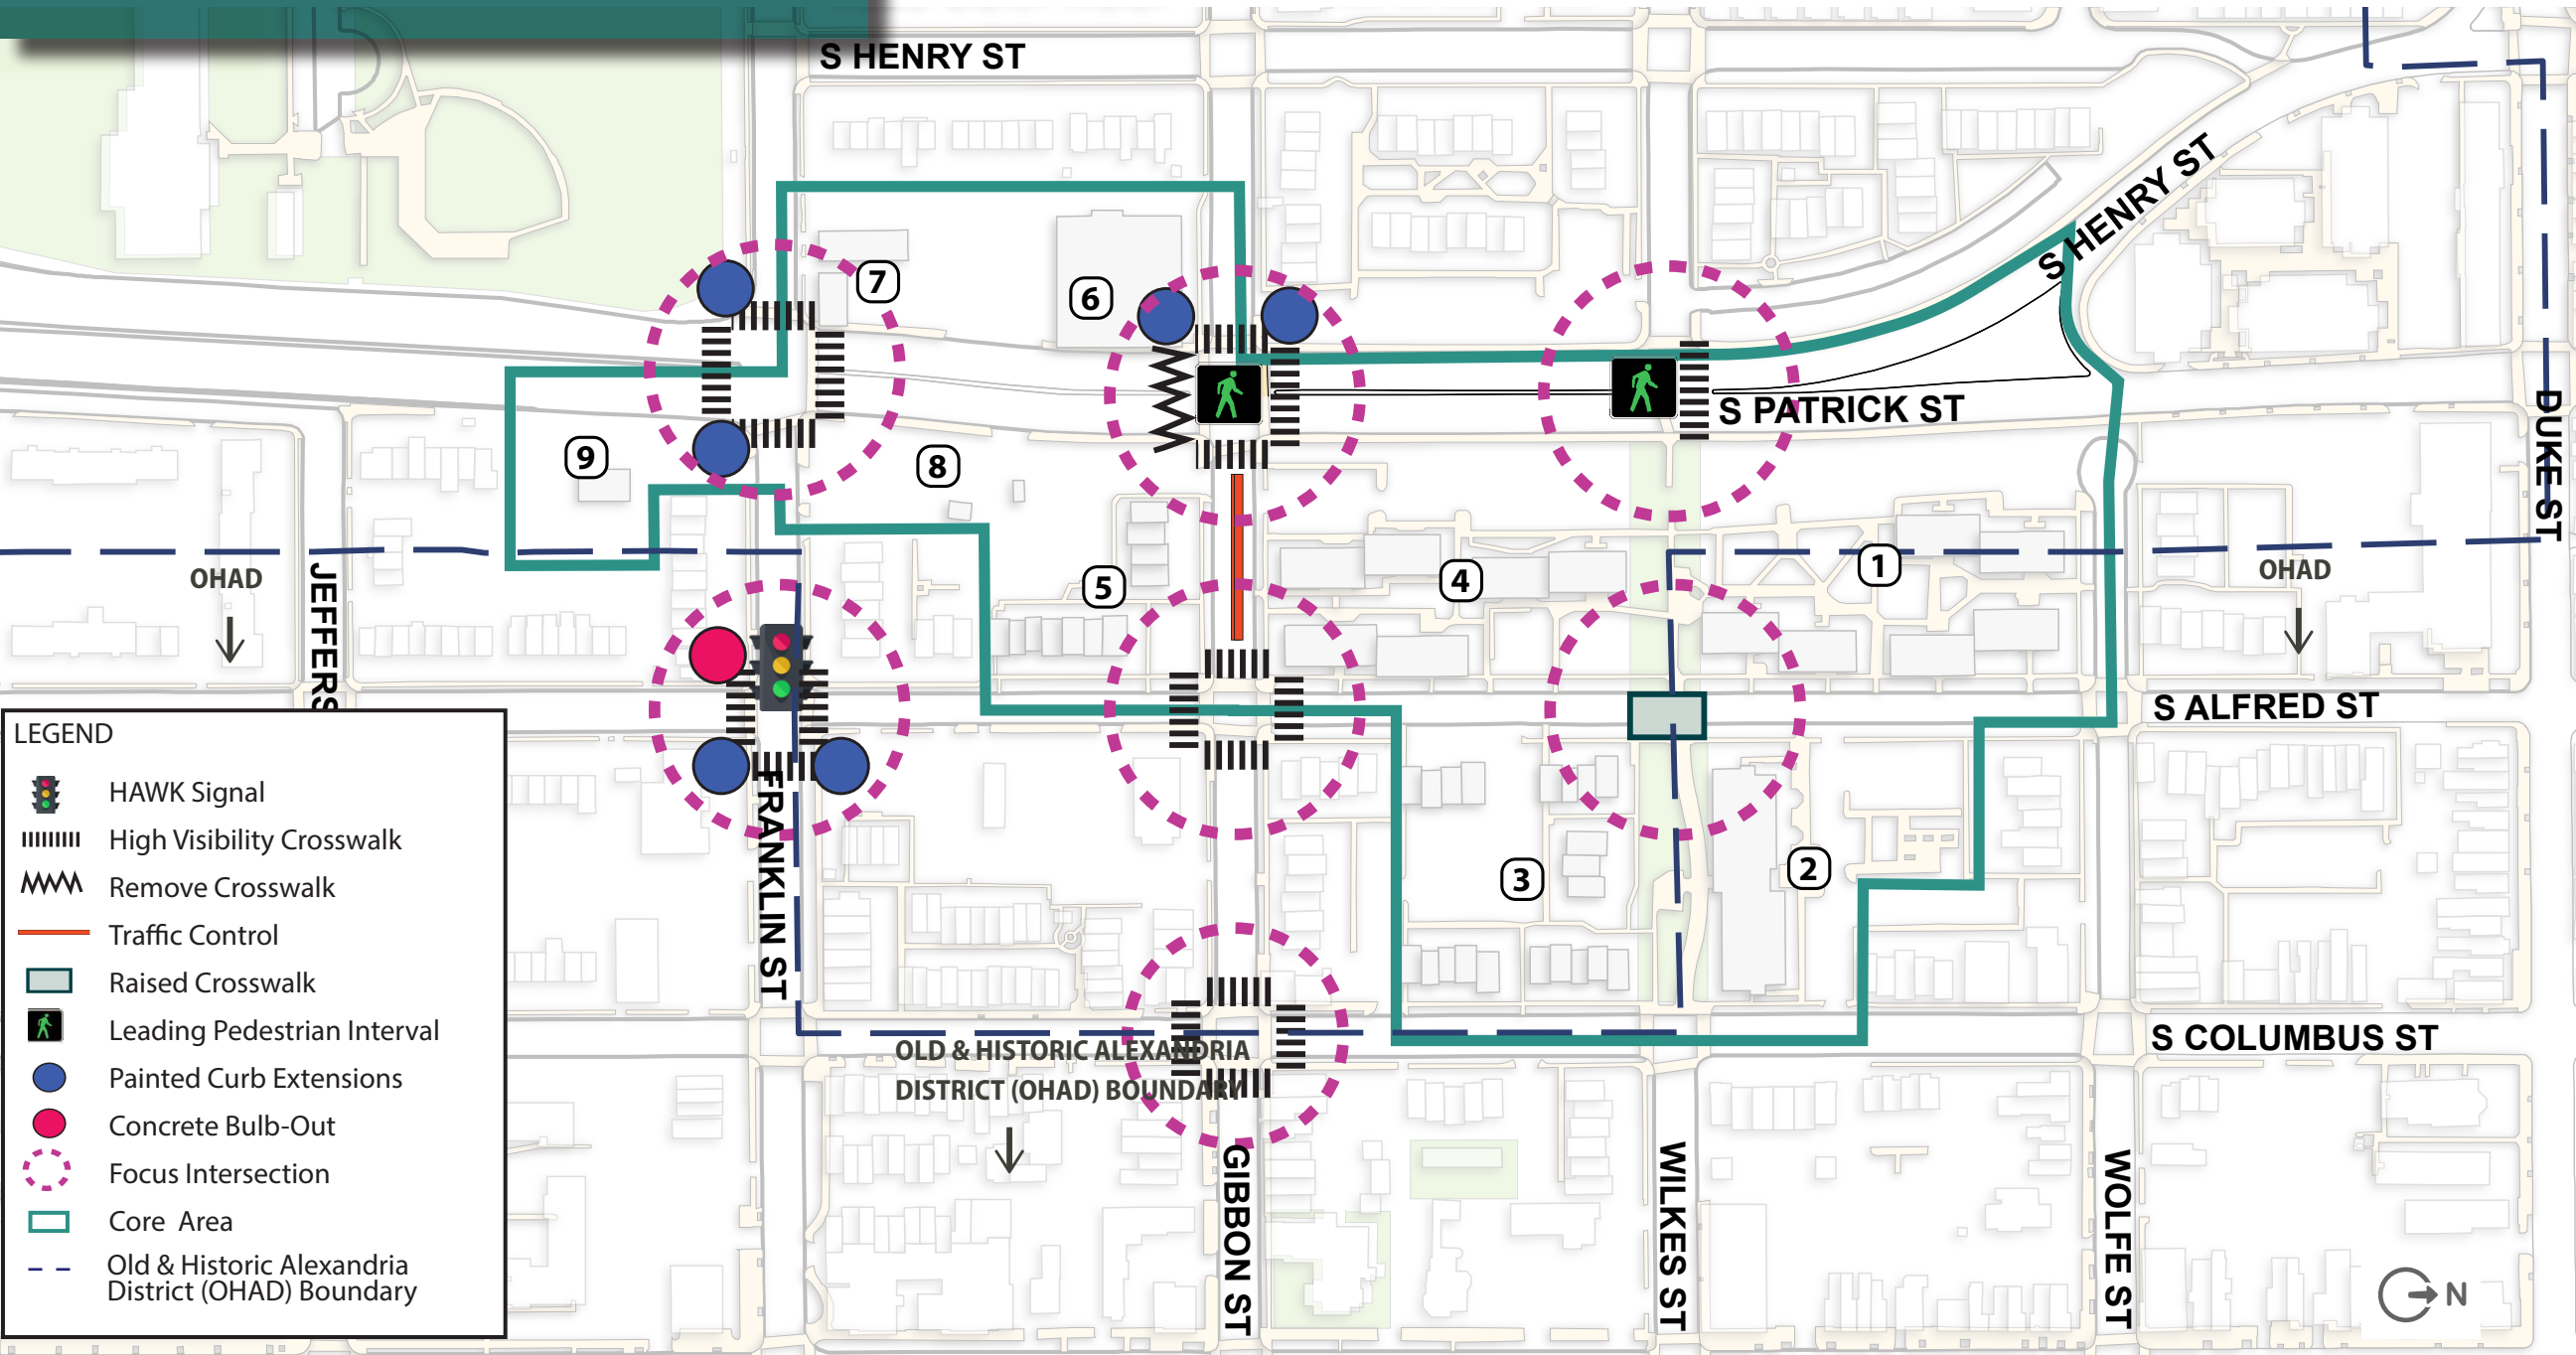 S HENRY ST
S HENRY ST
7
6
S PATRICK ST
DUKE ST
9
8
OHAD
JEFFERS
5
4
1
OHAD
S ALFRED ST
FRANKLIN ST
3
2
OLD & HISTORIC ALEXANDRIA
DISTRICT (OHAD) BOUNDARY
S COLUMBUS ST
GIBBON ST
WILKES ST
WOLFE ST
N
LEGEND
HAWK Signal
High Visibility Crosswalk
Remove Crosswalk
Traffic Control
Raised Crosswalk
Leading Pedestrian Interval
Painted Curb Extensions
Concrete Bulb-Out
Focus Intersection
Core Area
Old & Historic Alexandria
District (OHAD) Boundary